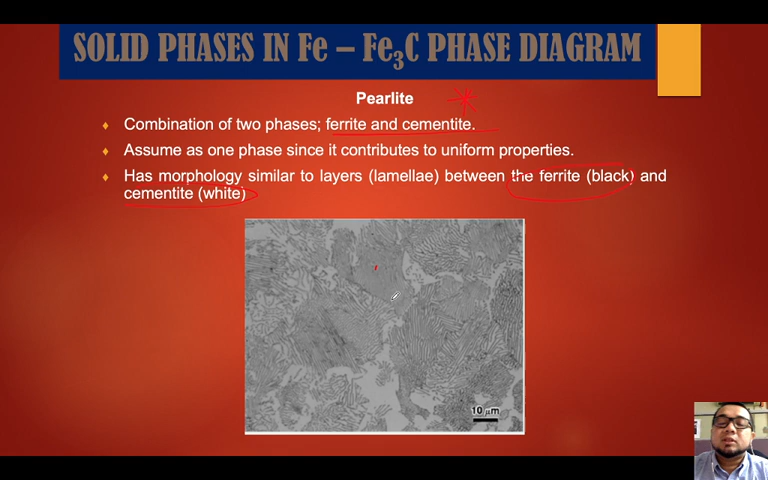 SOLID PHASES IN Fe – Fe₃C PHASE DIAGRAM
Pearlite
Combination of two phases; ferrite and cementite.
Assume as one phase since it contributes to uniform properties.
Has morphology similar to layers (lamellae) between the ferrite (black) and
cementite (white)
10 μm